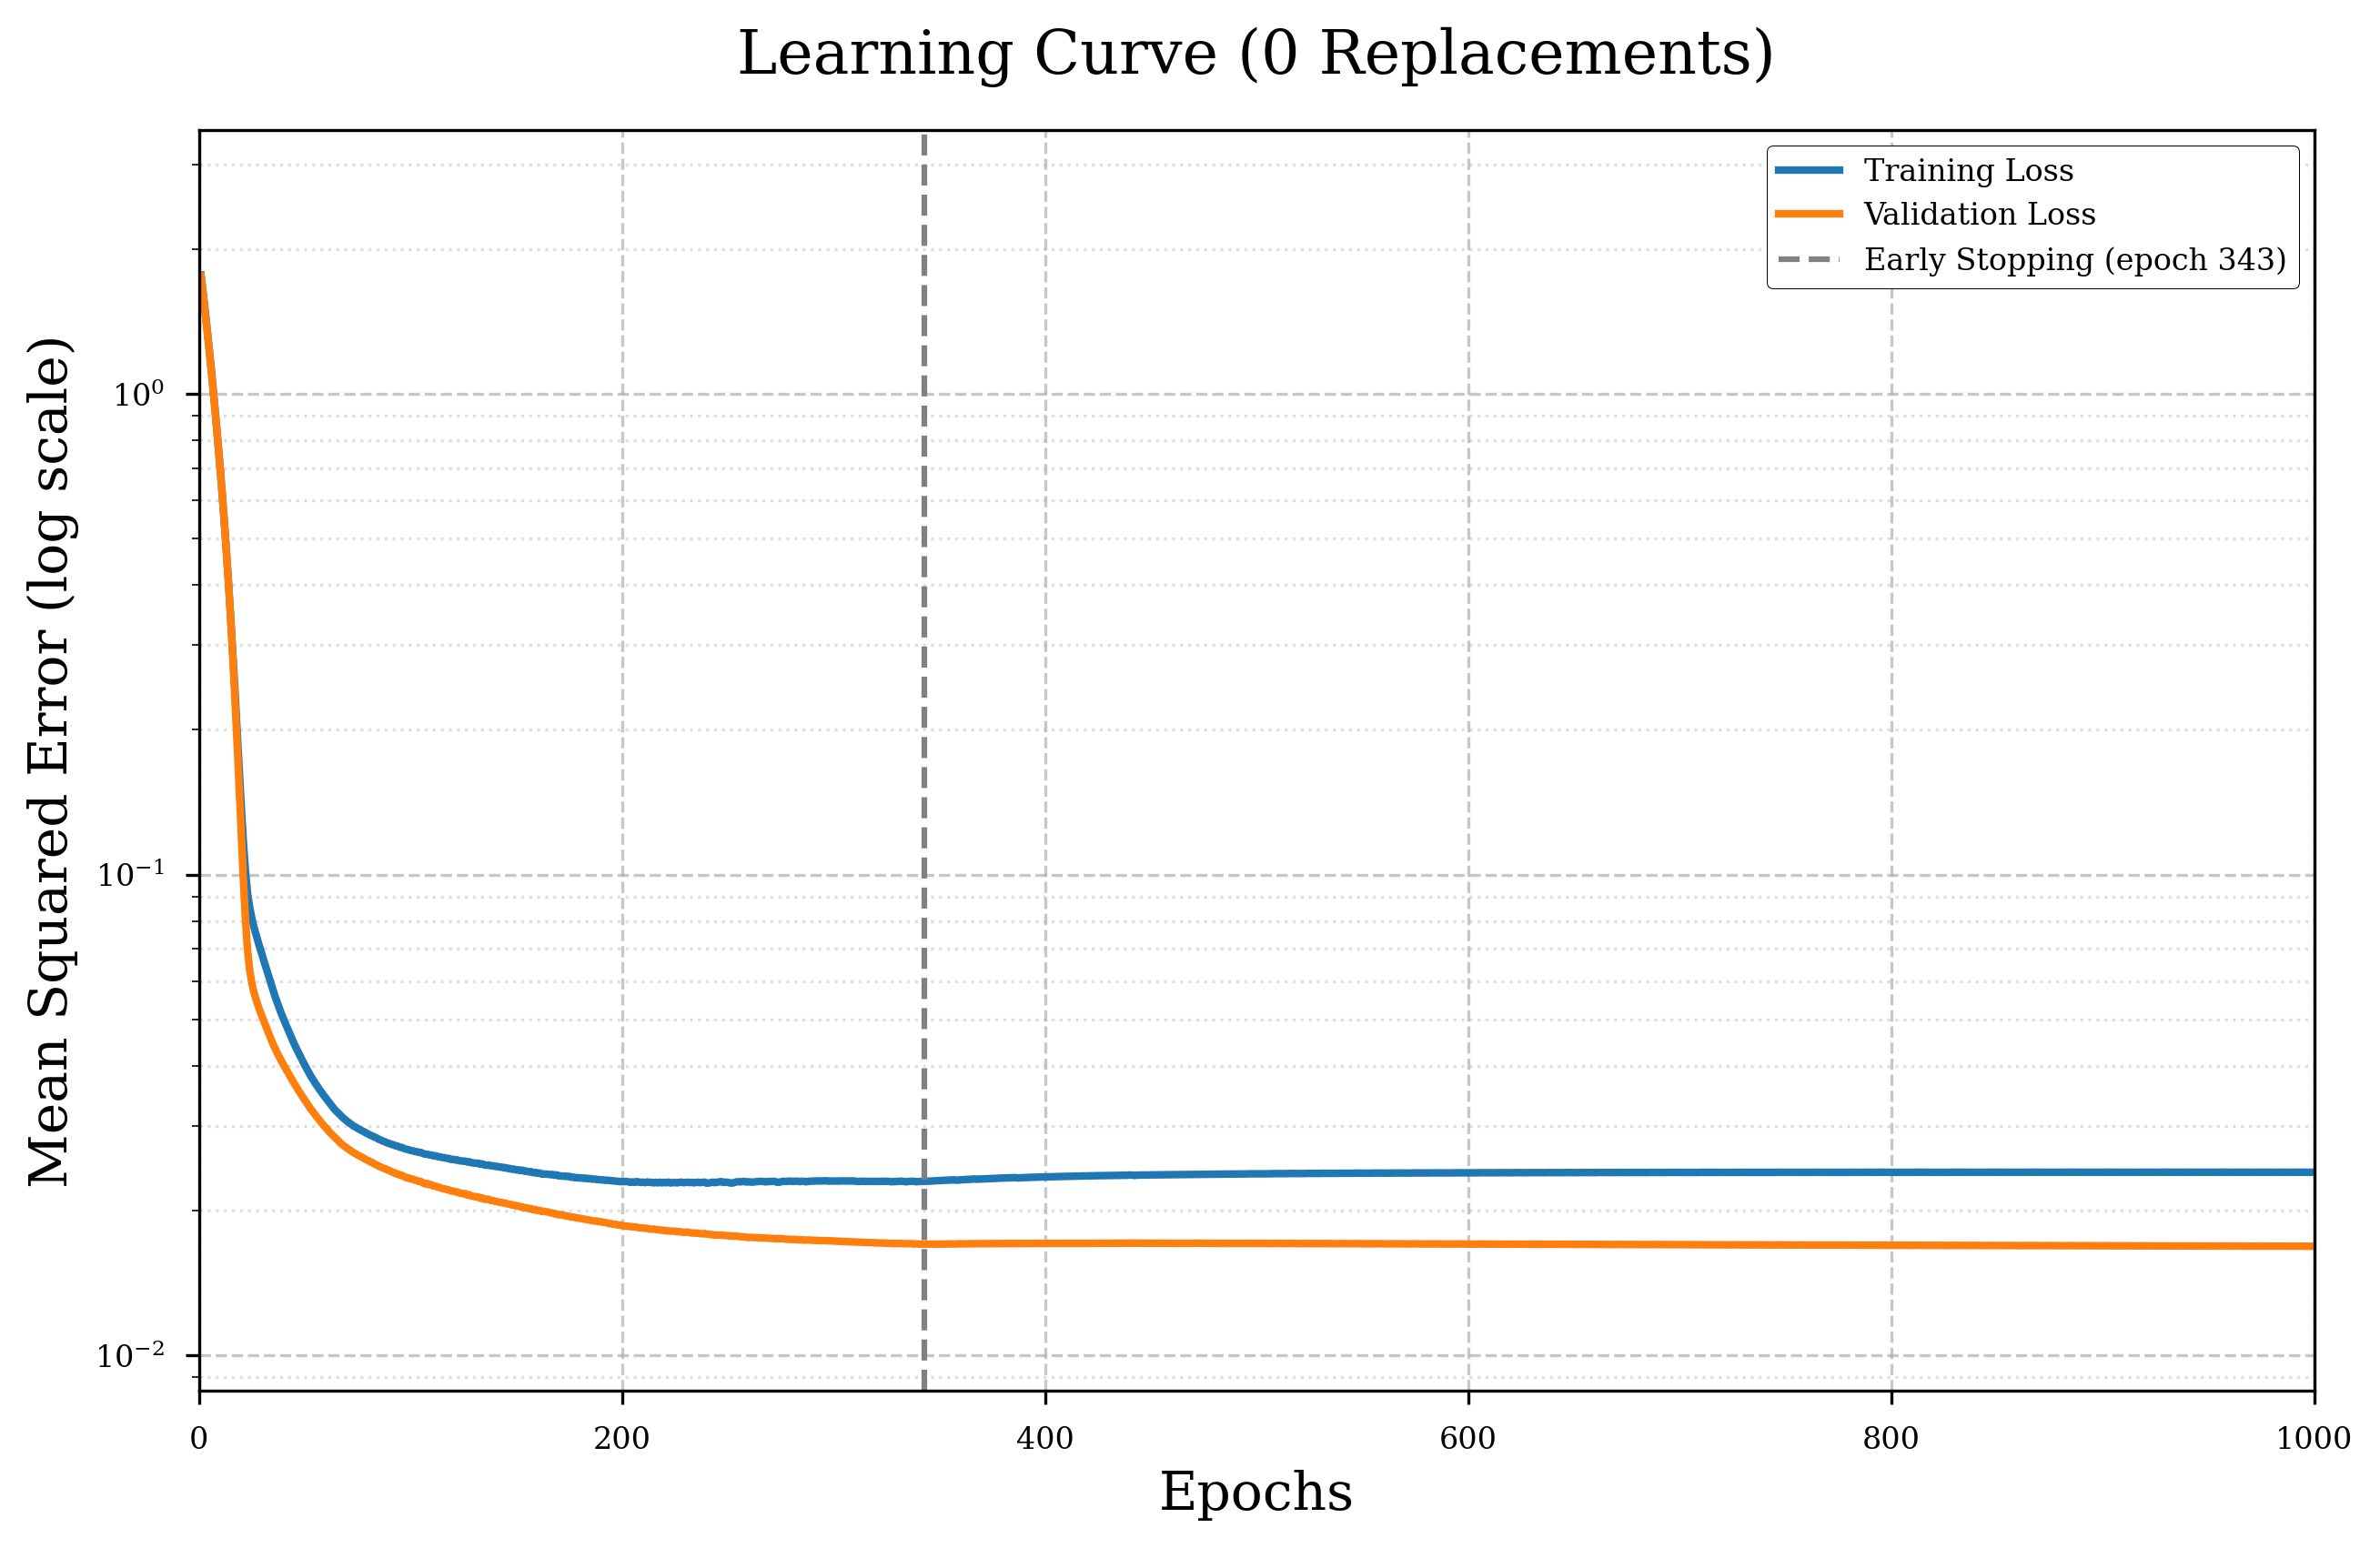 Learning Curve (0 Replacements)
Training Loss
Validation Loss
Early Stopping (epoch 343)
Mean Squared Error (log scale)
10⁰
10⁻¹
10⁻²
0 200 400 600 800 1000
Epochs